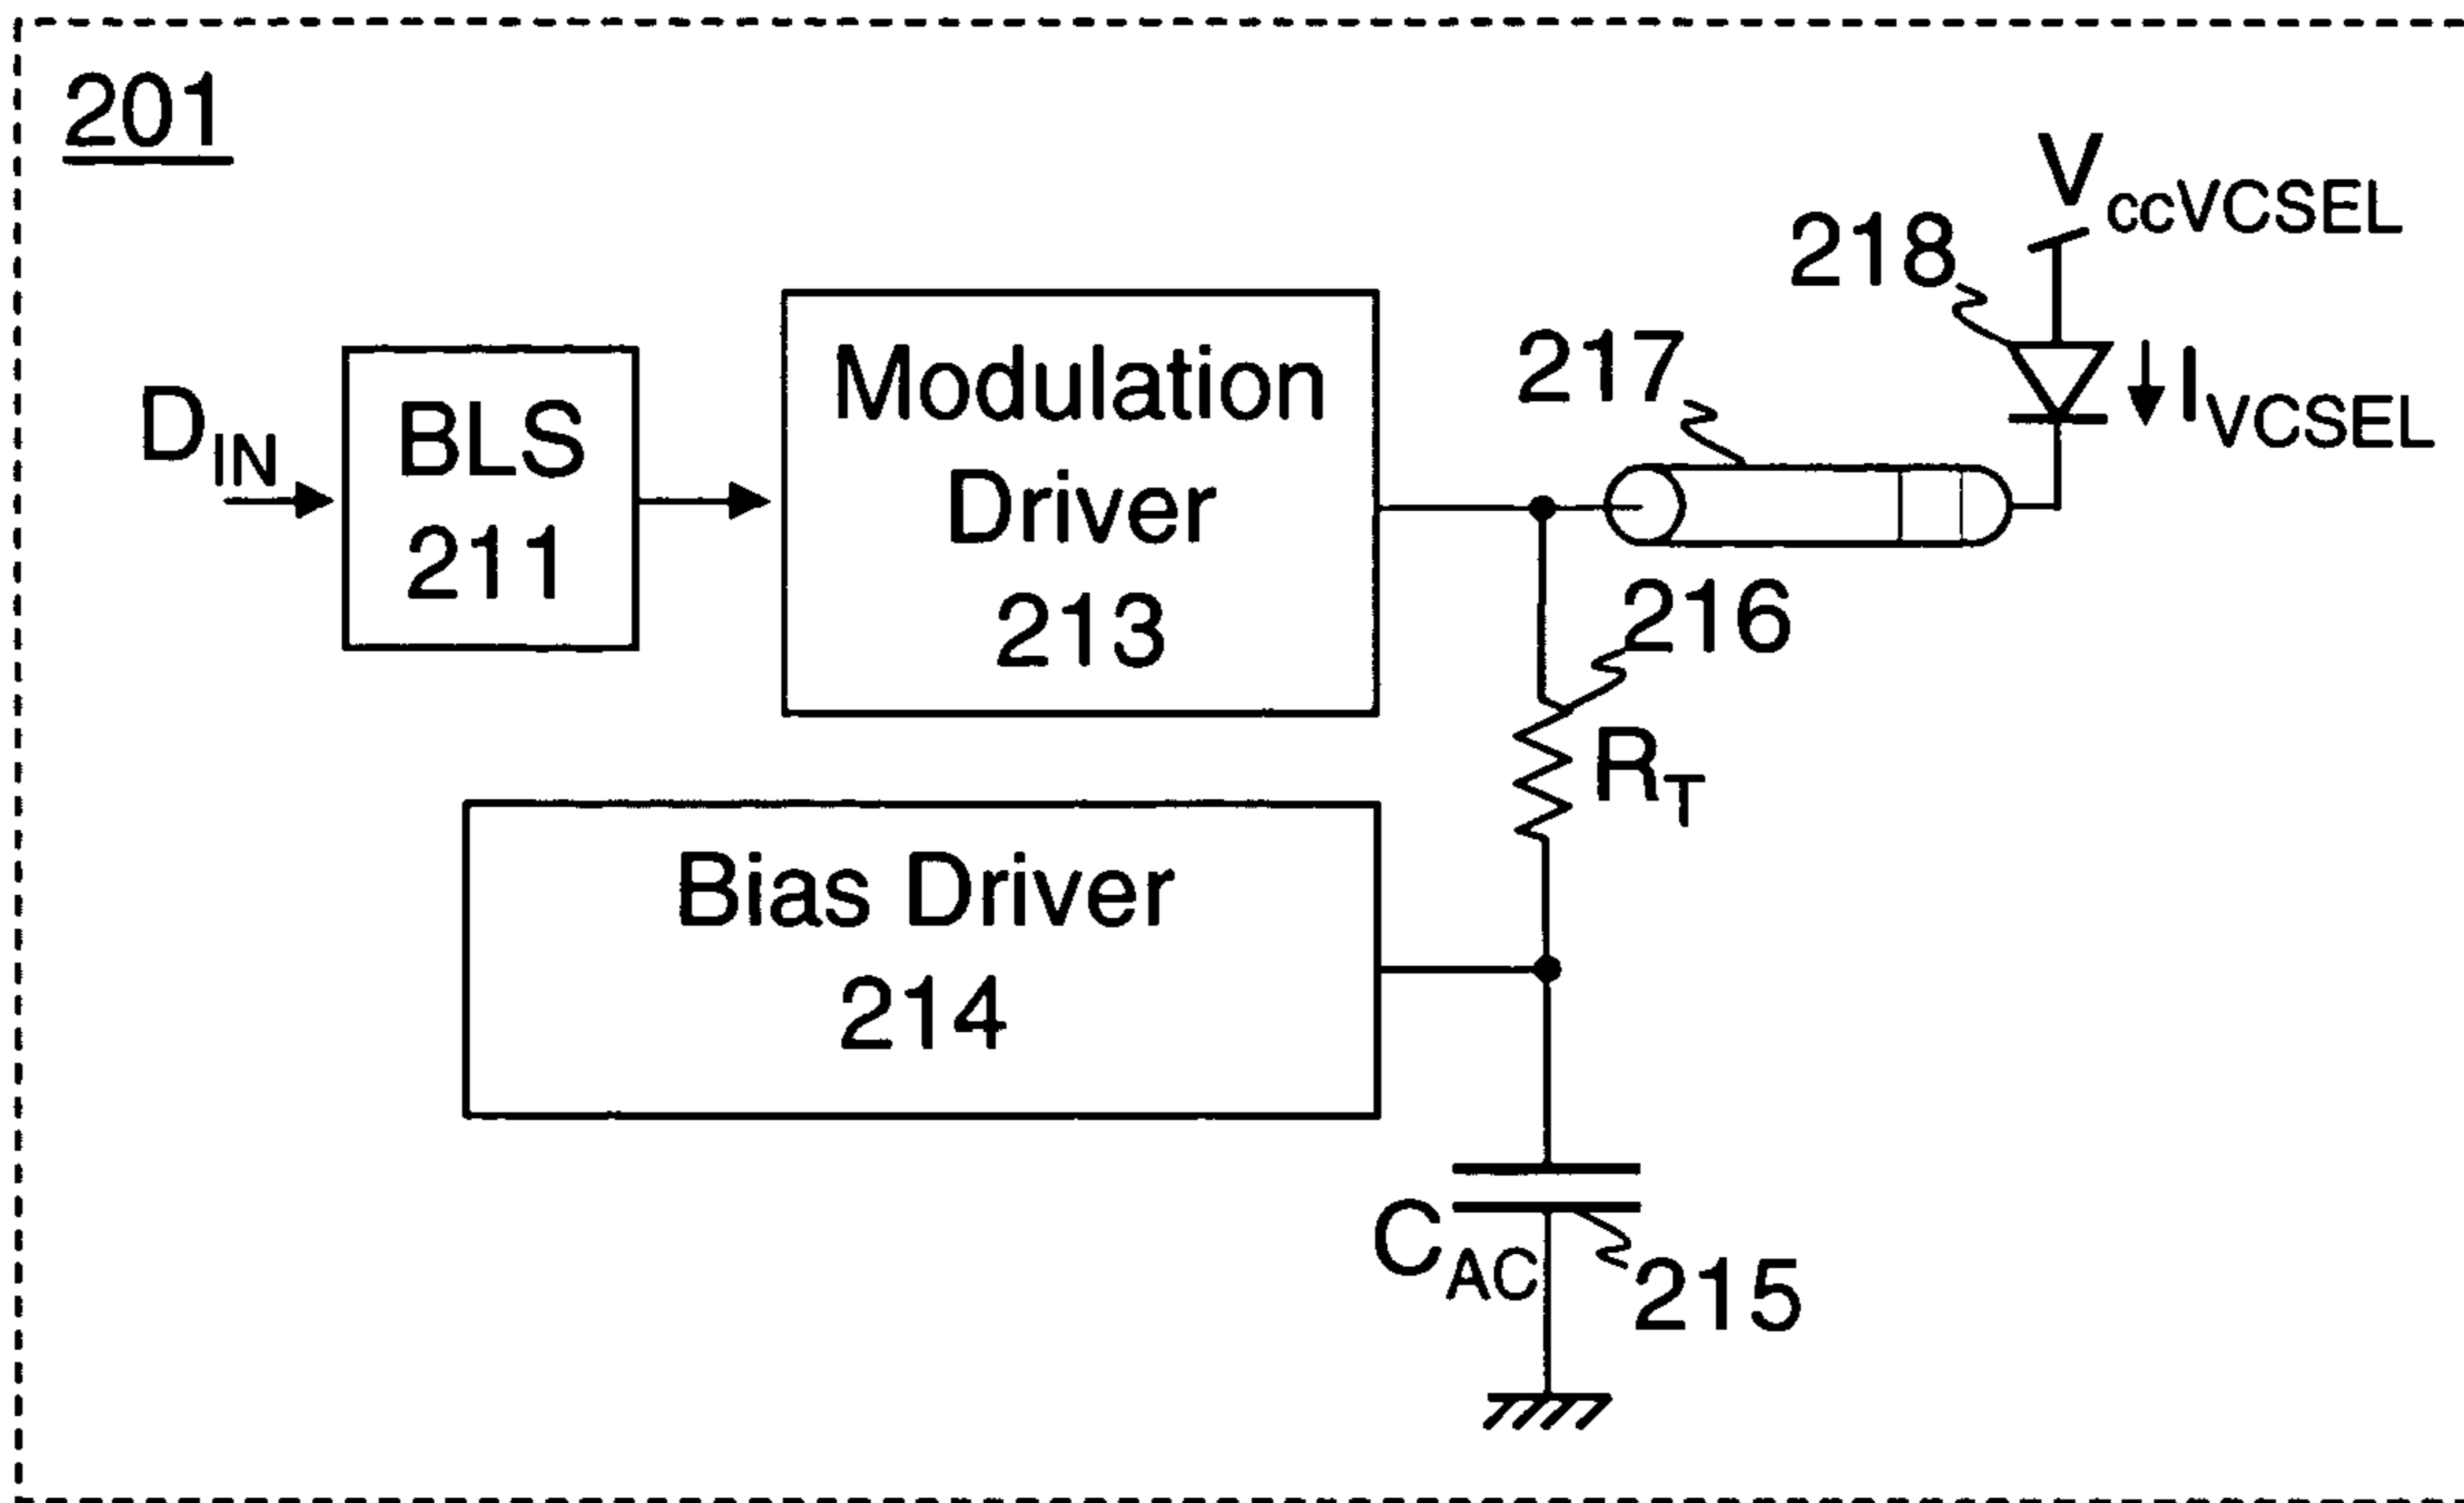 201
V_ccVCSEL
218
217
I_VCSEL
D_IN
BLS
211
Modulation
Driver
213
216
R_T
Bias Driver
214
C_AC
215